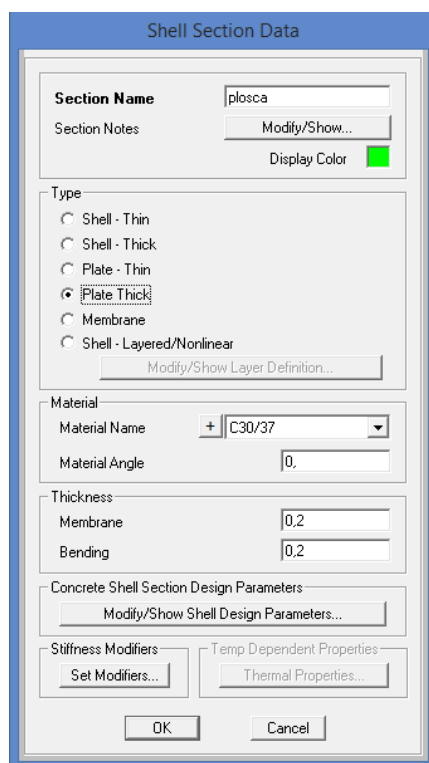 Shell Section Data
Section Name plosca
Section Notes Modify/Show...
Display Color
Type
Shell - Thin
Shell - Thick
Plate - Thin
Plate Thick
Membrane
Shell - Layered/Nonlinear
Modify/Show Layer Definition...
Material
Material Name + C30/37
Material Angle 0,
Thickness
Membrane 0,2
Bending 0,2
Concrete Shell Section Design Parameters
Modify/Show Shell Design Parameters...
Stiffness Modifiers Temp Dependent Properties
Set Modifiers... Thermal Properties...
OK Cancel